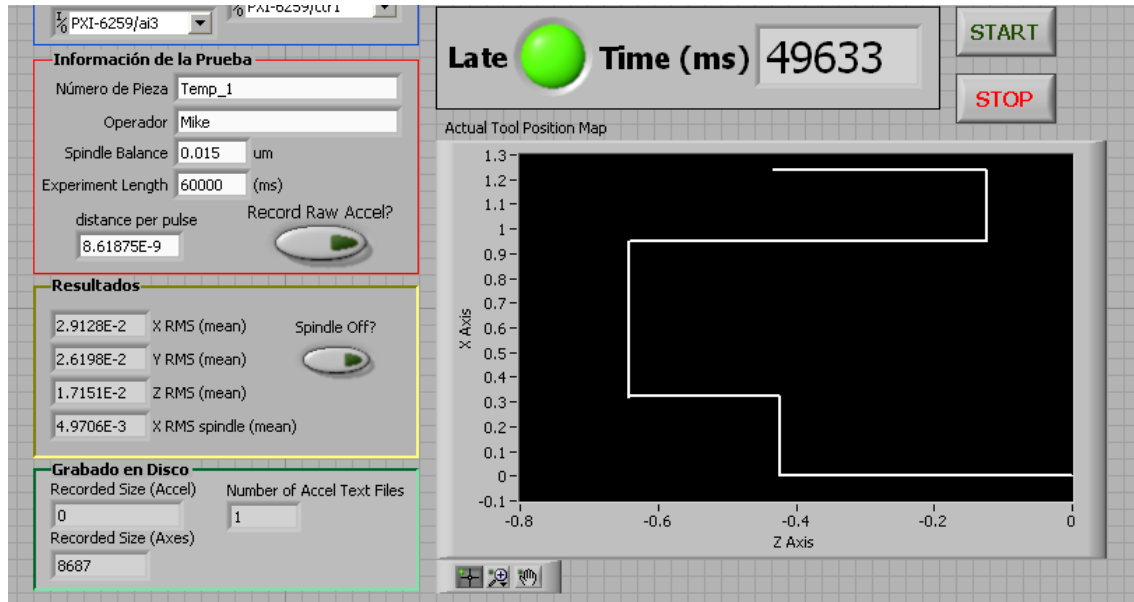 PXI-6259/ai3
PXI-6259/ctr1
Información de la Prueba
Número de Pieza Temp_1
Operador Mike
Spindle Balance 0.015 um
Experiment Length 60000 (ms)
distance per pulse
8.61875E-9
Record Raw Accel?
Resultados
2.9128E-2 X RMS (mean)
Spindle Off?
2.6198E-2 Y RMS (mean)
1.7151E-2 Z RMS (mean)
4.9706E-3 X RMS spindle (mean)
Grabado en Disco
Recorded Size (Accel)
0
Number of Accel Text Files
1
Recorded Size (Axes)
8687
Late Time (ms) 49633
START
STOP
Actual Tool Position Map
X Axis
1.3
1.2
1.1
1
0.9
0.8
0.7
0.6
0.5
0.4
0.3
0.2
0.1
0
-0.1
-0.8 -0.6 -0.4 -0.2 0
Z Axis